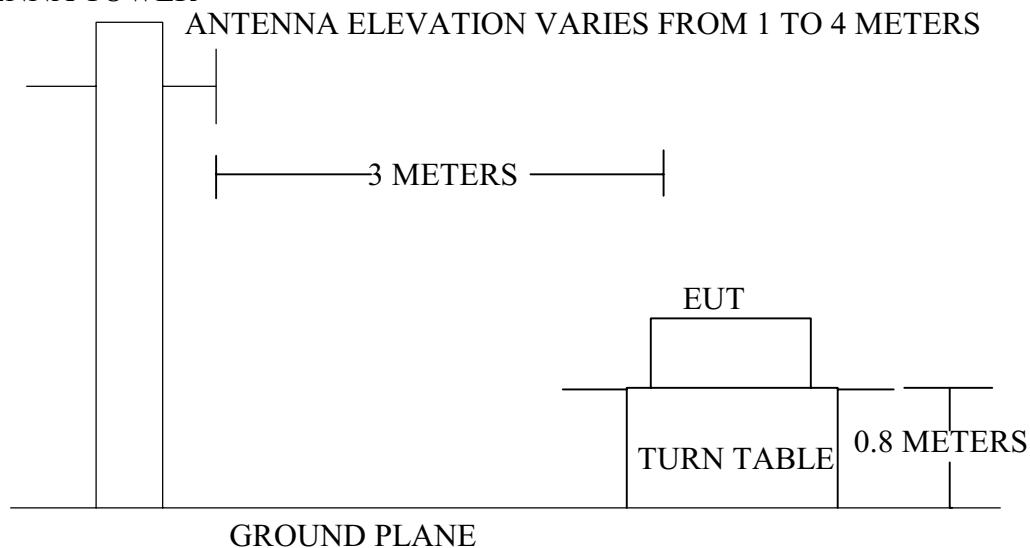 ANTENNA ELEVATION VARIES FROM 1 TO 4 METERS
3 METERS
EUT
0.8 METERS
TURN TABLE
GROUND PLANE